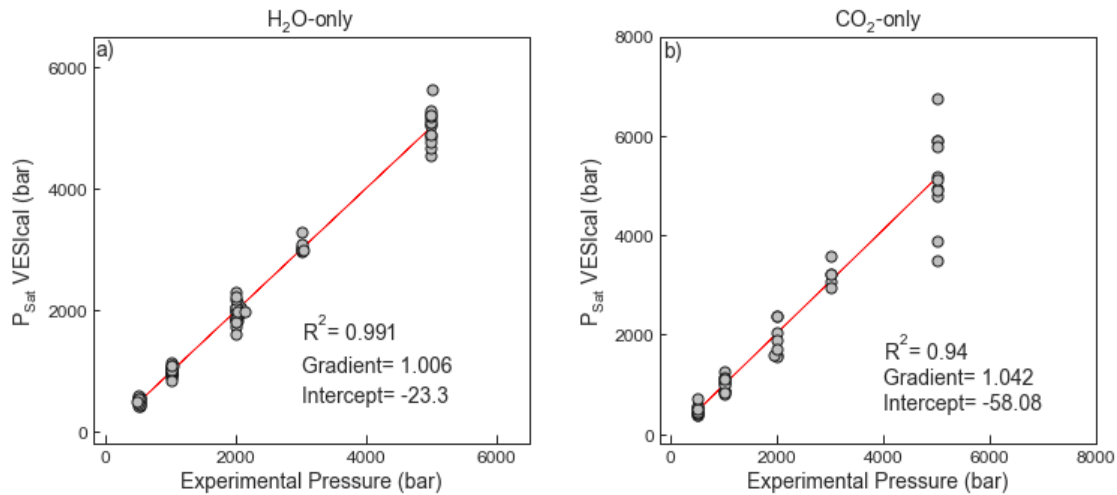 H₂O-only
a)
6000
4000
2000
0
P_Sat VESIcal (bar)
R²= 0.991
Gradient= 1.006
Intercept= -23.3
0 2000 4000 6000
Experimental Pressure (bar)
CO₂-only
b)
8000
6000
4000
2000
0
P_Sat VESIcal (bar)
R²= 0.94
Gradient= 1.042
Intercept= -58.08
0 2000 4000 6000 8000
Experimental Pressure (bar)